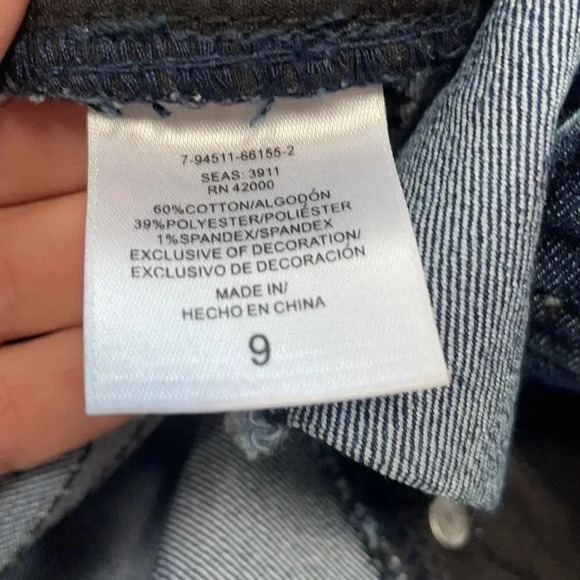 7-94511-66155-2
SEAS: 3911
RN 42000
60%COTTON/ALGODÓN
39%POLYESTER/POLIÉSTER
1%SPANDEX/SPANDEX
EXCLUSIVE OF DECORATION/
EXCLUSIVO DE DECORACIÓN
MADE IN/
HECHO EN CHINA
9